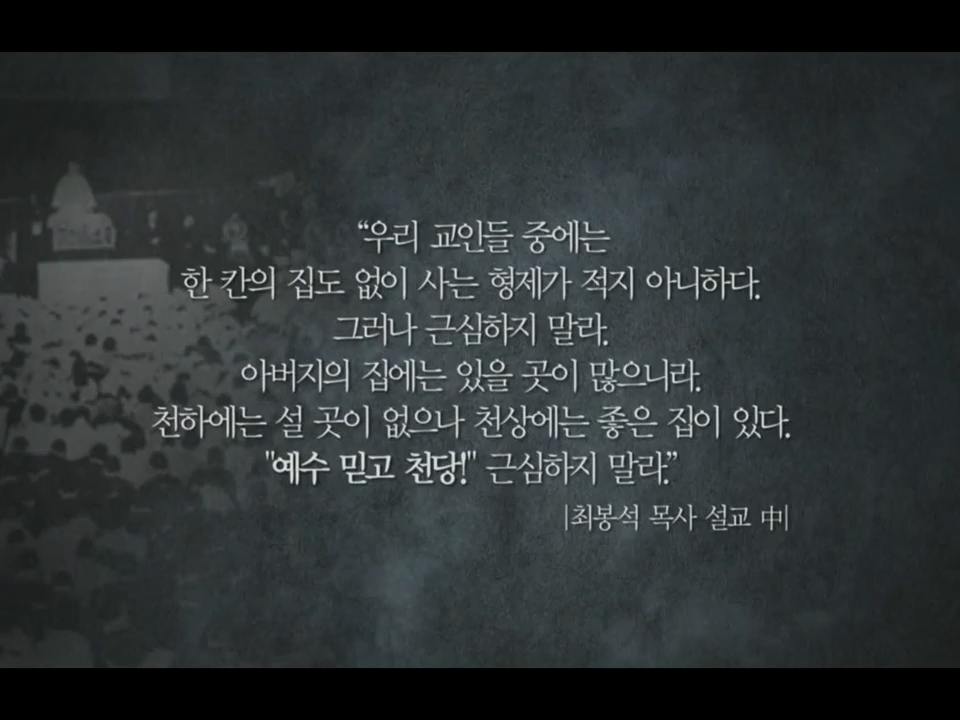 “우리 교인들 중에는
한 칸의 집도 없이 사는 형제가 적지 아니하다.
그러나 근심하지 말라.
아버지의 집에는 있을 곳이 많으니라.
천하에는 설 곳이 없으나 천상에는 좋은 집이 있다.
"예수 믿고 천당!" 근심하지 말라.”
|최봉석 목사 설교 中|